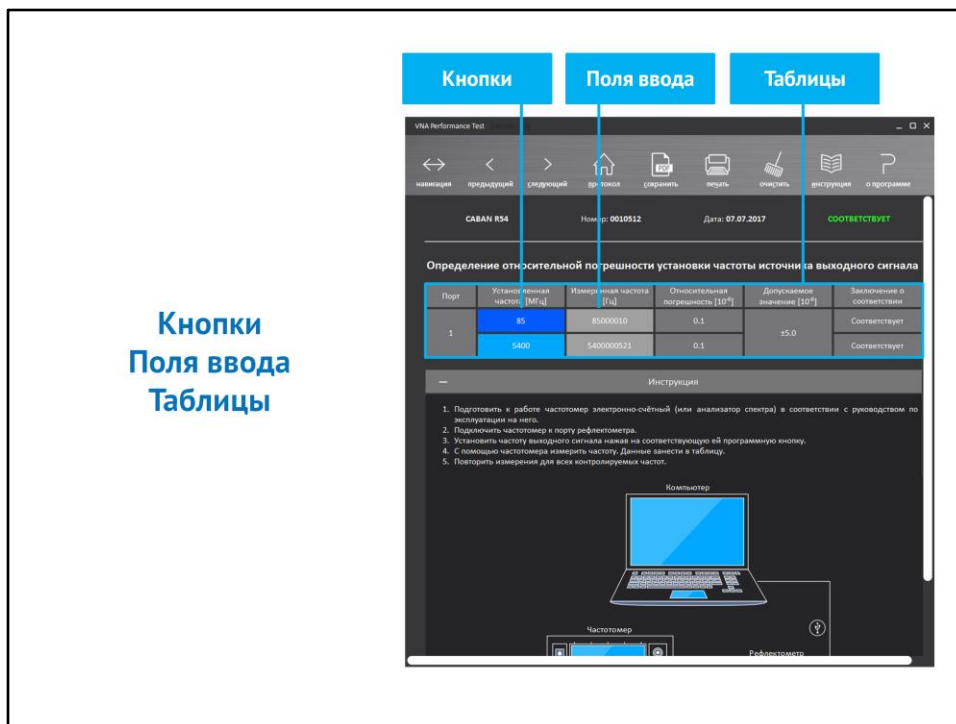 Кнопки
Поля ввода
Таблицы
Кнопки
Поля ввода
Таблицы
VNA Performance Test
навигация
предыдущий
следующий
протокол
PDF
сохранить
печать
очистить
инструкция
о программе
CABAN R54
Номер: 0010512
Дата: 07.07.2017
СООТВЕТСТВУЕТ
Определение относительной погрешности установки частоты источника выходного сигнала
Порт
Установленная
частота [МГц]
Измеренная частота
[Гц]
Относительная
погрешность [10⁻⁶]
Допускаемое
значение [10⁻⁶]
Заключение о
соответствии
1
85
85000010
0.1
±5.0
Соответствует
5400
5400000521
0.1
Соответствует
Инструкция
1. Подготовить к работе частотомер электронно-счётный (или анализатор спектра) в соответствии с руководством по
эксплуатации на него.
2. Подключить частотомер к порту рефлектометра.
3. Установить частоту выходного сигнала нажав на соответствующую ей программную кнопку.
4. С помощью частотомера измерить частоту. Данные занести в таблицу.
5. Повторить измерения для всех контролируемых частот.
Компьютер
Частотомер
Рефлектометр